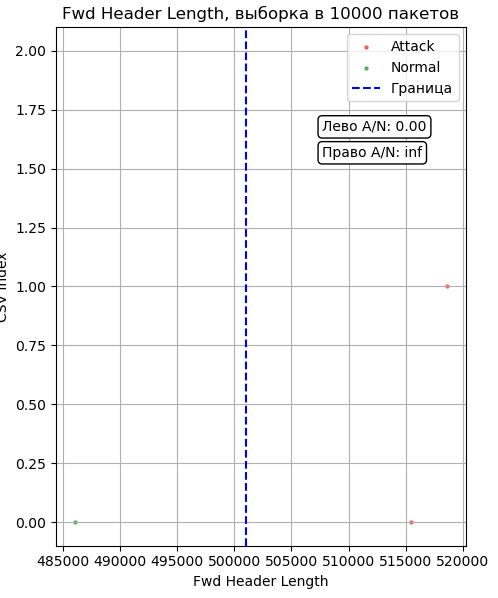 Fwd Header Length, выборка в 10000 пакетов
Attack
Normal
Граница
Лево A/N: 0.00
Право A/N: inf
2.00
1.75
1.50
1.25
1.00
0.75
0.50
0.25
0.00
CSV Index
485000 490000 495000 500000 505000 510000 515000 520000
Fwd Header Length